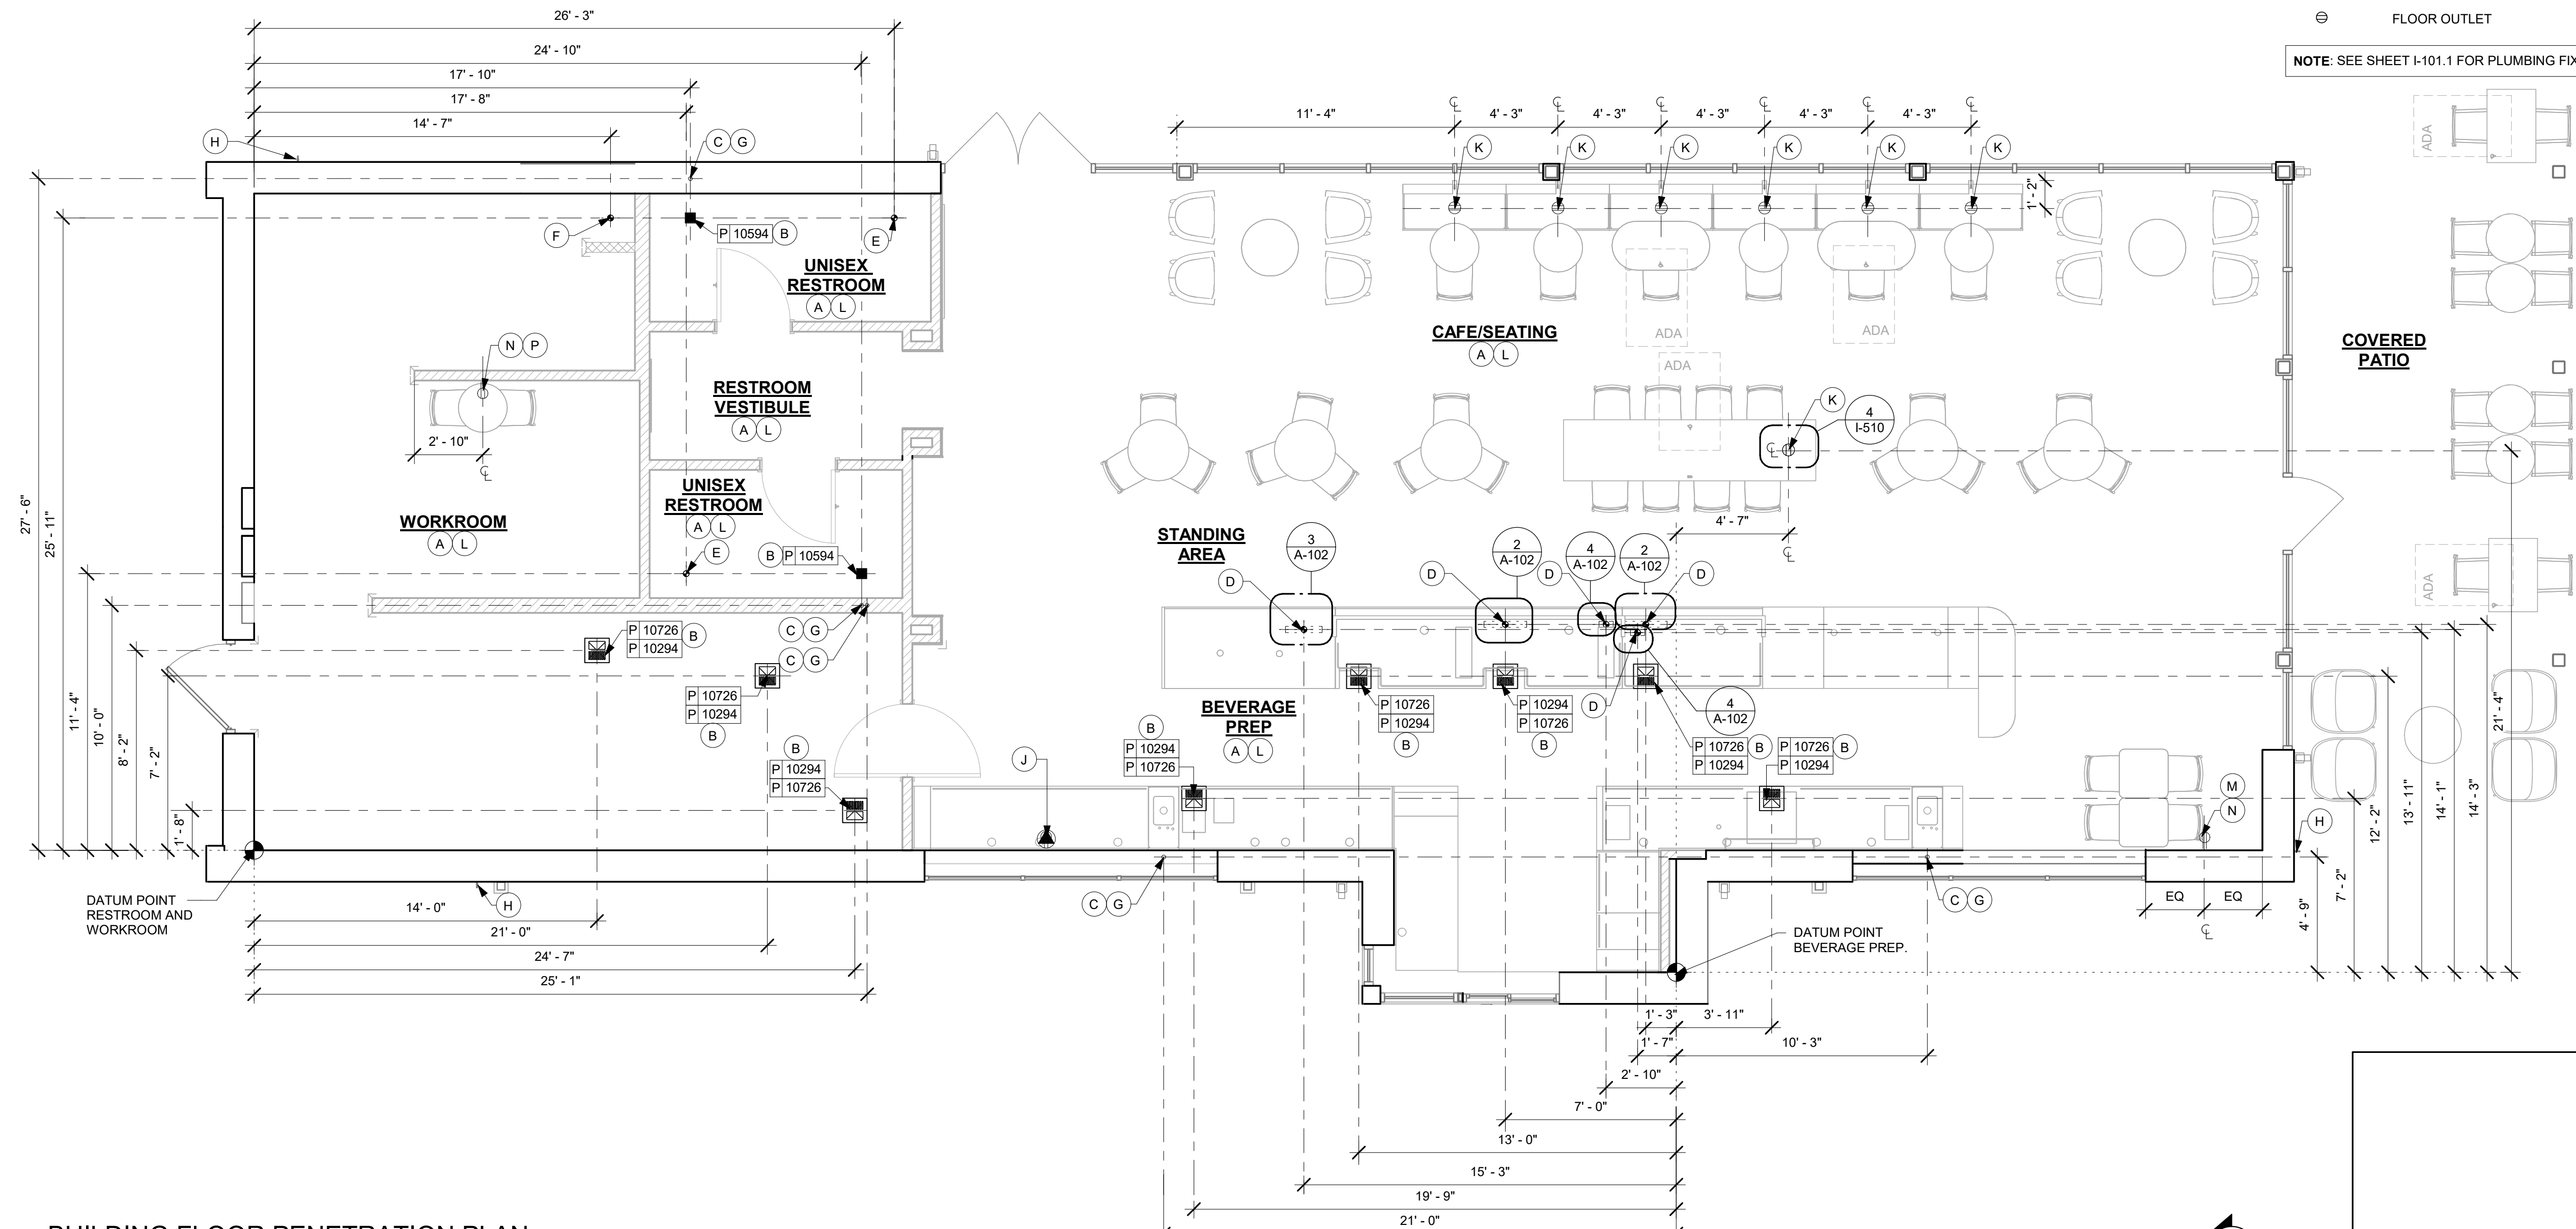 26' - 3"
FLOOR OUTLET
24' - 10"
NOTE: SEE SHEET I-101.1 FOR PLUMBING FIX
17' - 10"
17' - 8"
14' - 7"
11' - 4"
4' - 3"
4' - 3"
4' - 3"
4' - 3"
4' - 3"
H
C G
K
K
K
K
K
K
ADA
1' - 2"
F
P 10594 B
E
UNISEX
RESTROOM
A L
CAFE/SEATING
A L
ADA
ADA
ADA
COVERED
PATIO
N P
RESTROOM
VESTIBULE
A L
K
4
I-510
2' - 10"
27' - 6"
25' - 11"
UNISEX
RESTROOM
A L
E
WORKROOM
A L
B P 10594
STANDING
AREA
3
A-102
2
A-102
4
A-102
2
A-102
4' - 7"
D
D
D
D
ADA
C G
C G
P 10726
P 10294
B
P 10726
P 10294
B
B
P 10294
P 10726
11' - 4"
10' - 0"
8' - 2"
7' - 2"
1' - 8"
BEVERAGE
PREP
A L
J
B
P 10294
P 10726
P 10726
P 10294
B
P 10294
P 10726
B
D
4
A-102
P 10726
P 10294
B
P 10726
P 10294
B
M
N
H
21' - 4"
14' - 3"
14' - 1"
13' - 11"
12' - 2"
7' - 2"
4' - 9"
EQ
EQ
DATUM POINT
RESTROOM AND
WORKROOM
H
C G
C G
14' - 0"
21' - 0"
24' - 7"
25' - 1"
DATUM POINT
BEVERAGE PREP.
1' - 3"
3' - 11"
1' - 7"
10' - 3"
2' - 10"
7' - 0"
13' - 0"
15' - 3"
19' - 9"
21' - 0"
BUILDING FLOOR PENETRATION PLAN